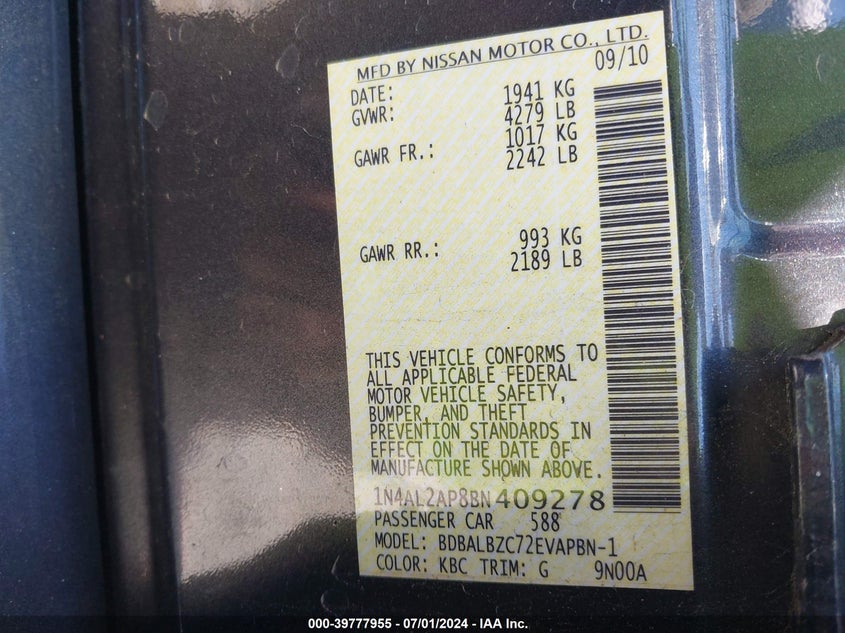 MFD BY NISSAN MOTOR CO., LTD.
DATE: 09/10
GVWR: 1941 KG
4279 LB
GAWR FR.: 1017 KG
2242 LB
GAWR RR.: 993 KG
2189 LB
THIS VEHICLE CONFORMS TO
ALL APPLICABLE FEDERAL
MOTOR VEHICLE SAFETY,
BUMPER, AND THEFT
PREVENTION STANDARDS IN
EFFECT ON THE DATE OF
MANUFACTURE SHOWN ABOVE.
1N4AL2AP8BN409278
PASSENGER CAR 588
MODEL: BDBALBZC72EVAPBN-1
COLOR: KBC TRIM: G 9N00A
000-39777955 - 07/01/2024 - IAA Inc.